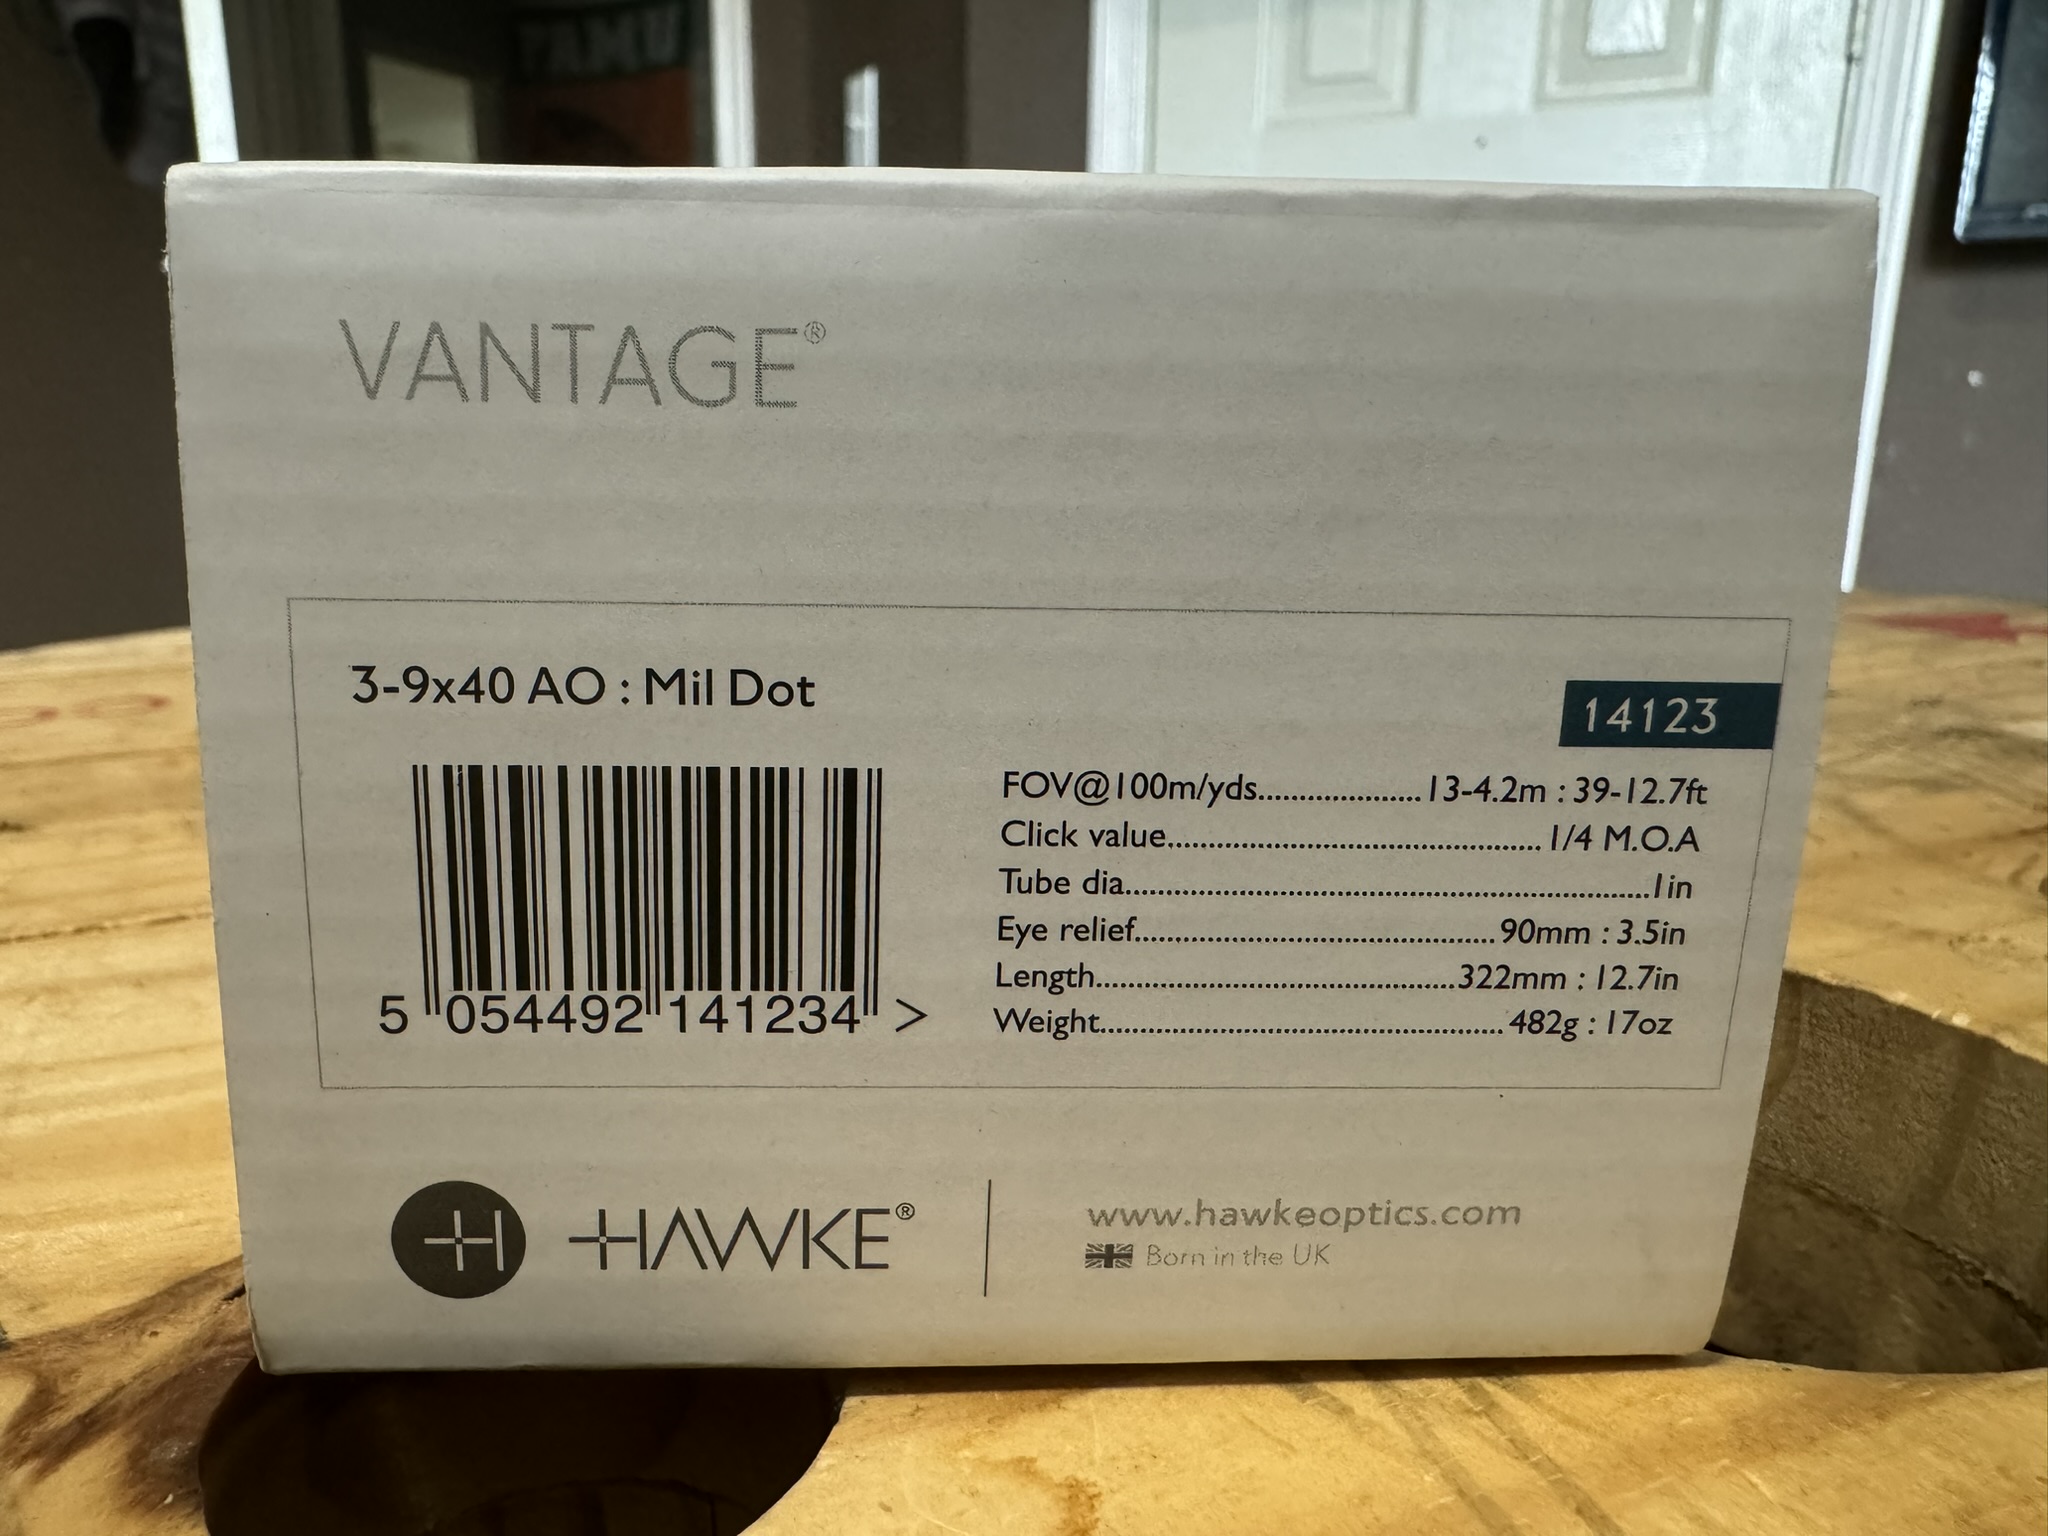 FAMU
VANTAGE®
3-9x40 AO : Mil Dot
14123
FOV@100m/yds....................13-4.2m : 39-12.7ft
Click value.............................................1/4 M.O.A
Tube dia...............................................................1in
Eye relief...........................................90mm : 3.5in
Length...........................................322mm : 12.7in
Weight................................................482g : 17oz
5 054492 141234 >
HAWKE®
www.hawkeoptics.com
Born in the UK